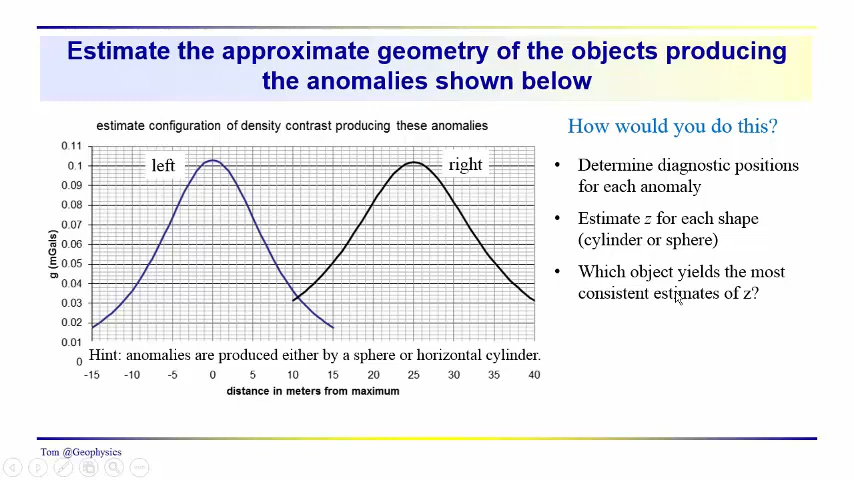 Estimate the approximate geometry of the objects producing
the anomalies shown below
estimate configuration of density contrast producing these anomalies
left
right
0.11
0.1
0.09
0.08
0.07
0.06
0.05
0.04
0.03
0.02
0.01
0
g (mGals)
Hint: anomalies are produced either by a sphere or horizontal cylinder.
-15 -10 -5 0 5 10 15 20 25 30 35 40
distance in meters from maximum
How would you do this?
• Determine diagnostic positions
for each anomaly
• Estimate z for each shape
(cylinder or sphere)
• Which object yields the most
consistent estimates of z?
Tom @Geophysics